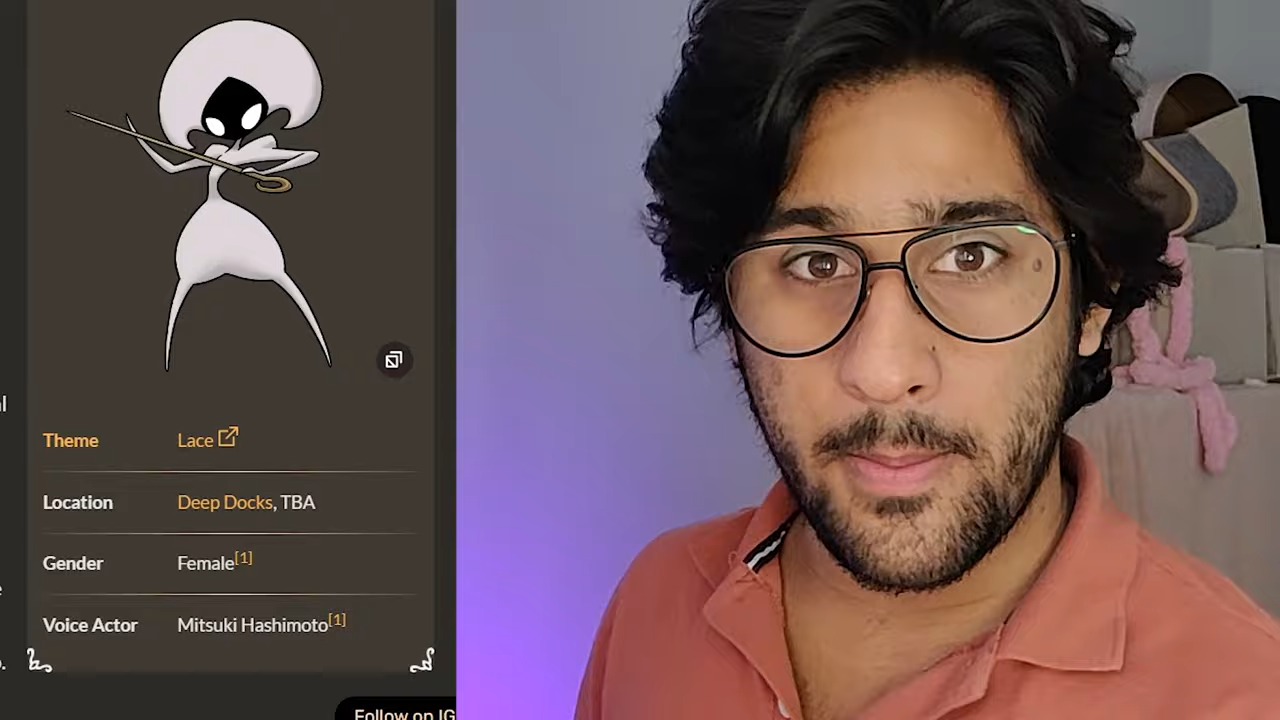 Theme Lace
Location Deep Docks, TBA
Gender Female[1]
Voice Actor Mitsuki Hashimoto[1]
Follow on IG